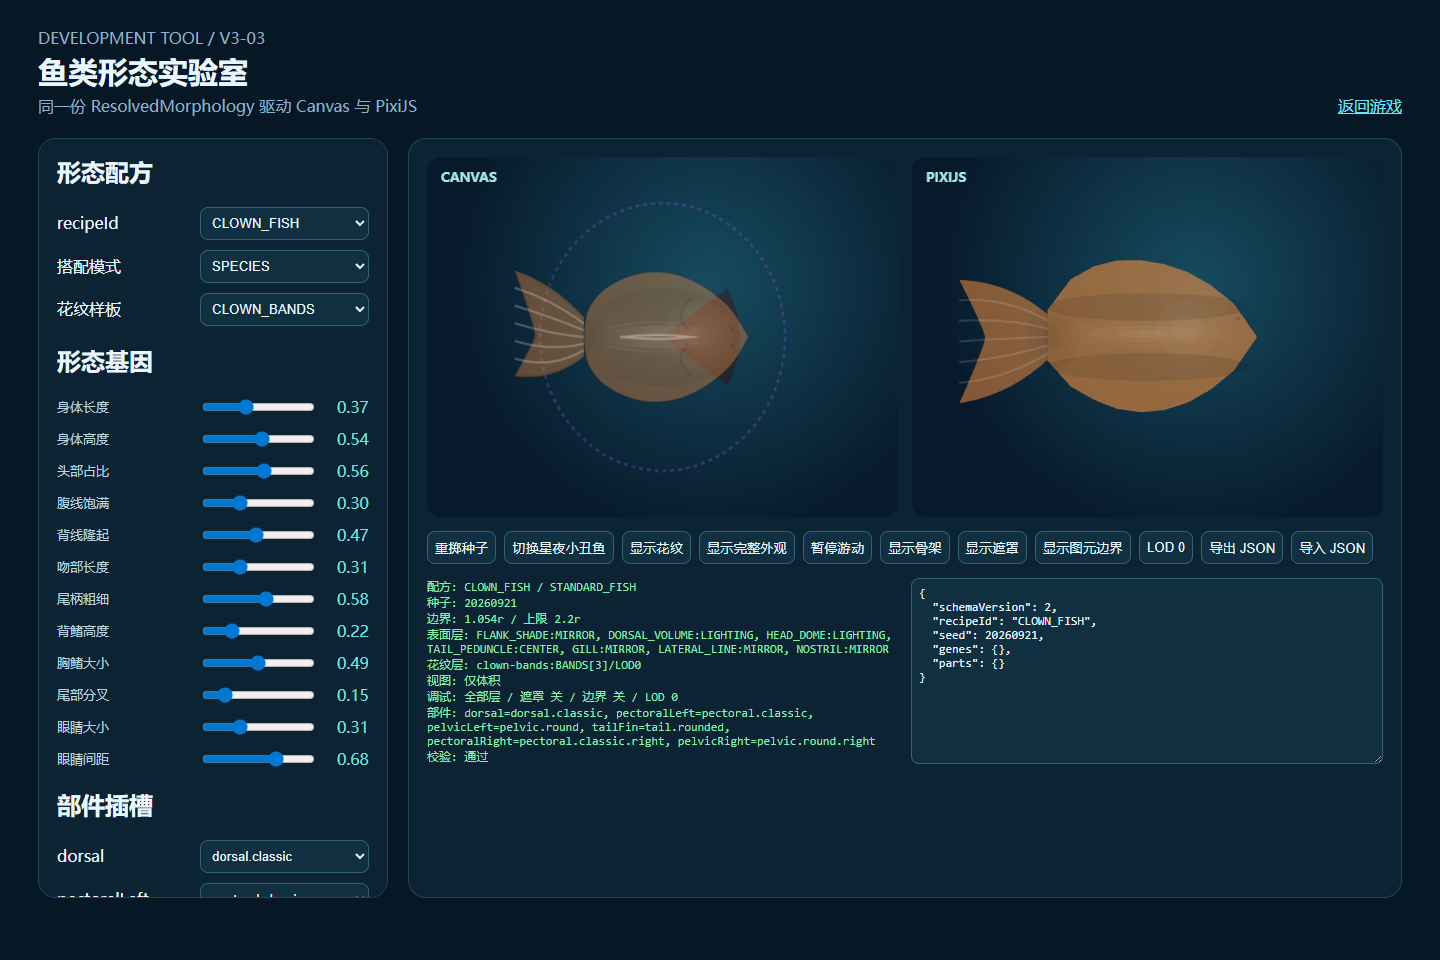 DEVELOPMENT TOOL / V3-03
鱼类形态实验室
同一份 ResolvedMorphology 驱动 Canvas 与 PixiJS
返回游戏
形态配方
recipeId
CLOWN_FISH
搭配模式
SPECIES
花纹样板
CLOWN_BANDS
形态基因
身体长度 0.37
身体高度 0.54
头部占比 0.56
腹线饱满 0.30
背线隆起 0.47
吻部长度 0.31
尾柄粗细 0.58
背鳍高度 0.22
胸鳍大小 0.49
尾部分叉 0.15
眼睛大小 0.31
眼睛间距 0.68
部件插槽
dorsal
dorsal.classic
CANVAS
PIXIJS
重掷种子 切换星夜小丑鱼 显示花纹 显示完整外观 暂停游动 显示骨架 显示遮罩 显示图元边界 LOD 0 导出 JSON 导入 JSON
配方: CLOWN_FISH / STANDARD_FISH
种子: 20260921
边界: 1.054r / 上限 2.2r
表面层: FLANK_SHADE:MIRROR, DORSAL_VOLUME:LIGHTING, HEAD_DOME:LIGHTING,
TAIL_PEDUNCLE:CENTER, GILL:MIRROR, LATERAL_LINE:MIRROR, NOSTRIL:MIRROR
花纹层: clown-bands:BANDS[3]/LOD0
视图: 仅体积
调试: 全部层 / 遮罩 关 / 边界 关 / LOD 0
部件: dorsal=dorsal.classic, pectoralLeft=pectoral.classic,
pelvicLeft=pelvic.round, tailFin=tail.rounded,
pectoralRight=pectoral.classic.right, pelvicRight=pelvic.round.right
校验: 通过
{
"schemaVersion": 2,
"recipeId": "CLOWN_FISH",
"seed": 20260921,
"genes": {},
"parts": {}
}